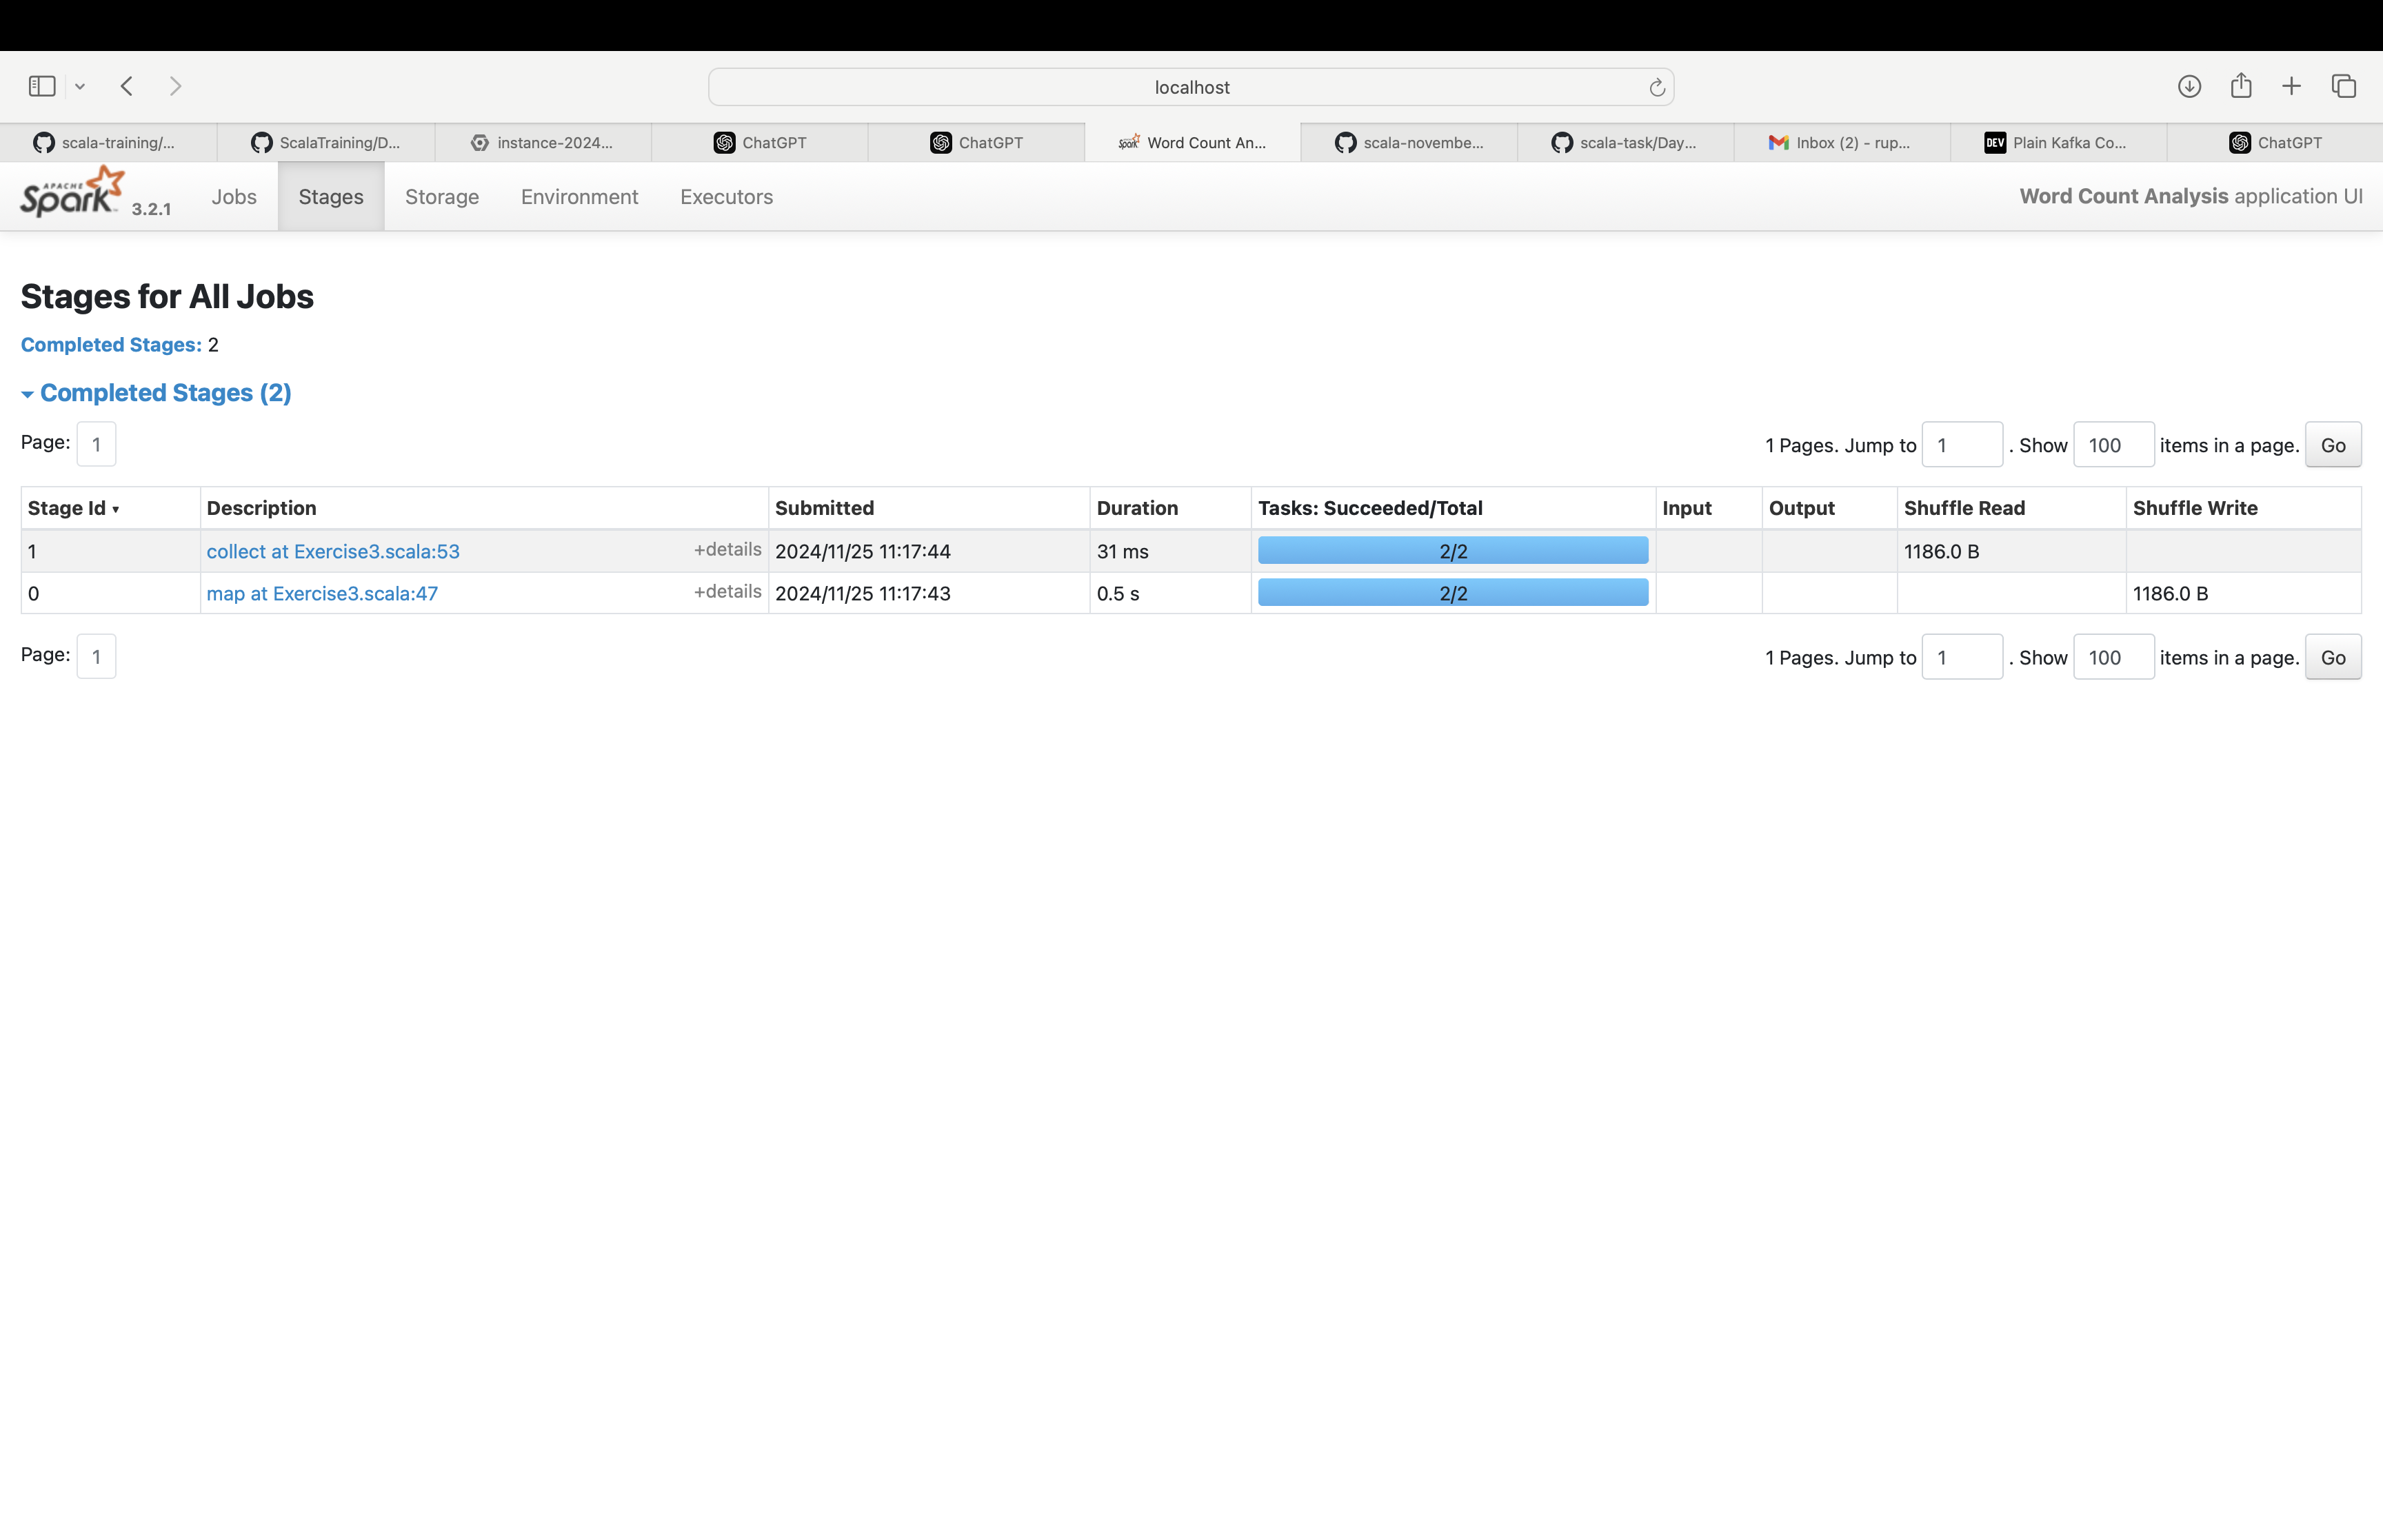 localhost
scala-training/... ScalaTraining/D... instance-2024... ChatGPT ChatGPT Word Count An... scala-novembe... scala-task/Day... Inbox (2) - rup... DEV Plain Kafka Co... ChatGPT
APACHE Spark 3.2.1 Jobs Stages Storage Environment Executors Word Count Analysis application UI
Stages for All Jobs
Completed Stages: 2
Completed Stages (2)
Page: 1 1 Pages. Jump to 1 . Show 100 items in a page. Go
Stage Id ▾ Description Submitted Duration Tasks: Succeeded/Total Input Output Shuffle Read Shuffle Write
1 collect at Exercise3.scala:53 +details 2024/11/25 11:17:44 31 ms 2/2 1186.0 B
0 map at Exercise3.scala:47 +details 2024/11/25 11:17:43 0.5 s 2/2 1186.0 B
Page: 1 1 Pages. Jump to 1 . Show 100 items in a page. Go